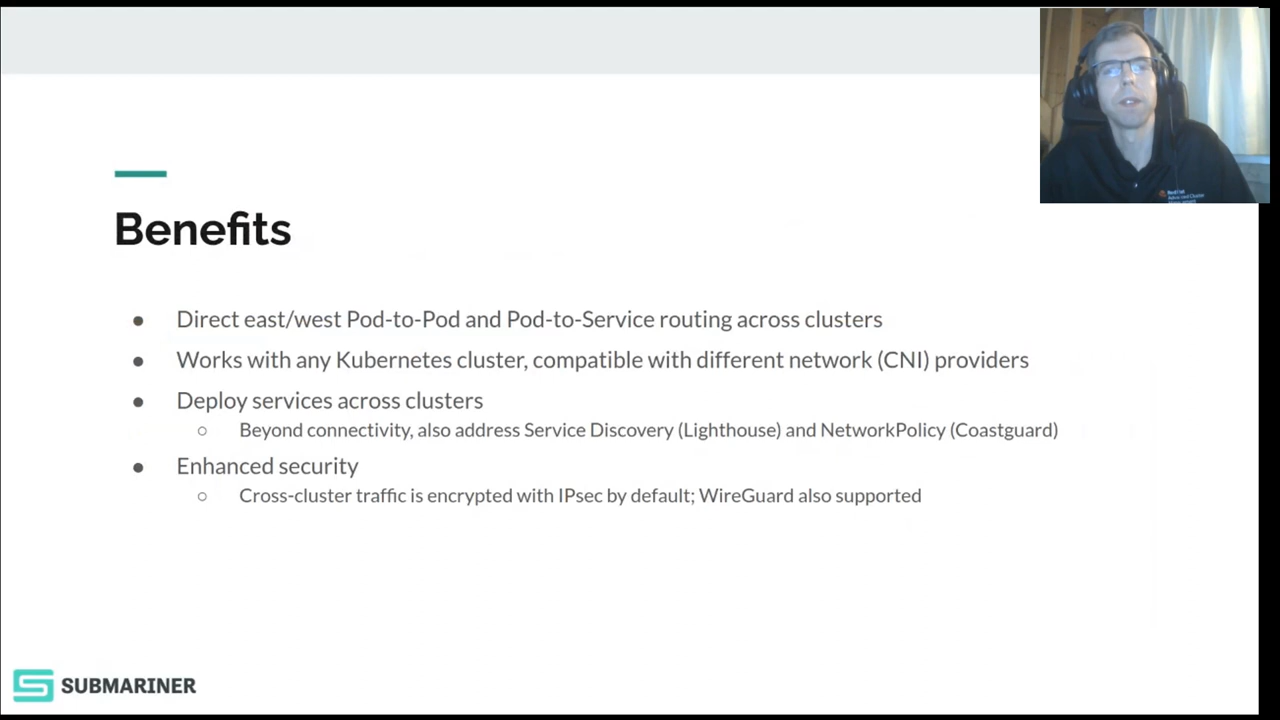 Benefits
● Direct east/west Pod-to-Pod and Pod-to-Service routing across clusters
● Works with any Kubernetes cluster, compatible with different network (CNI) providers
● Deploy services across clusters
○ Beyond connectivity, also address Service Discovery (Lighthouse) and NetworkPolicy (Coastguard)
● Enhanced security
○ Cross-cluster traffic is encrypted with IPsec by default; WireGuard also supported
SUBMARINER